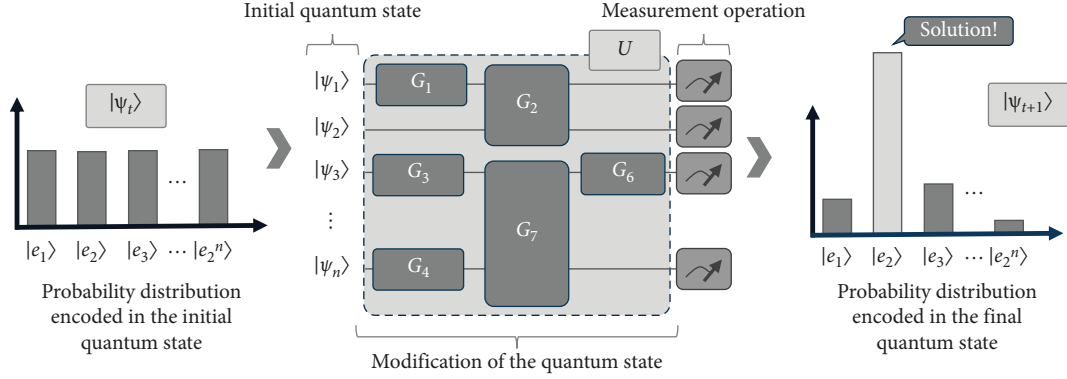 Initial quantum state
Measurement operation
Solution!
U
|ψt⟩
|ψt+1⟩
|ψ1⟩
G1
G2
|ψ2⟩
|ψ3⟩
G3
G6
...
...
⋮
G7
|ψn⟩
G4
|e1⟩ |e2⟩ |e3⟩ ... |e2ⁿ⟩
|e1⟩ |e2⟩ |e3⟩ ... |e2ⁿ⟩
Probability distribution
encoded in the initial
quantum state
Probability distribution
encoded in the final
quantum state
Modification of the quantum state